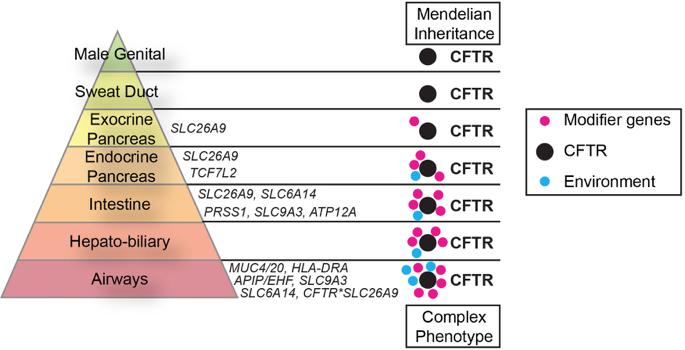 Mendelian
Inheritance
Male Genital
CFTR
Sweat Duct
CFTR
Exocrine
Pancreas
SLC26A9
CFTR
Endocrine
Pancreas
SLC26A9
TCF7L2
CFTR
Intestine
SLC26A9, SLC6A14
PRSS1, SLC9A3, ATP12A
CFTR
Hepato-biliary
CFTR
Airways
MUC4/20, HLA-DRA
APIP/EHF, SLC9A3
SLC6A14, CFTR*SLC26A9
CFTR
Complex
Phenotype
Modifier genes
CFTR
Environment